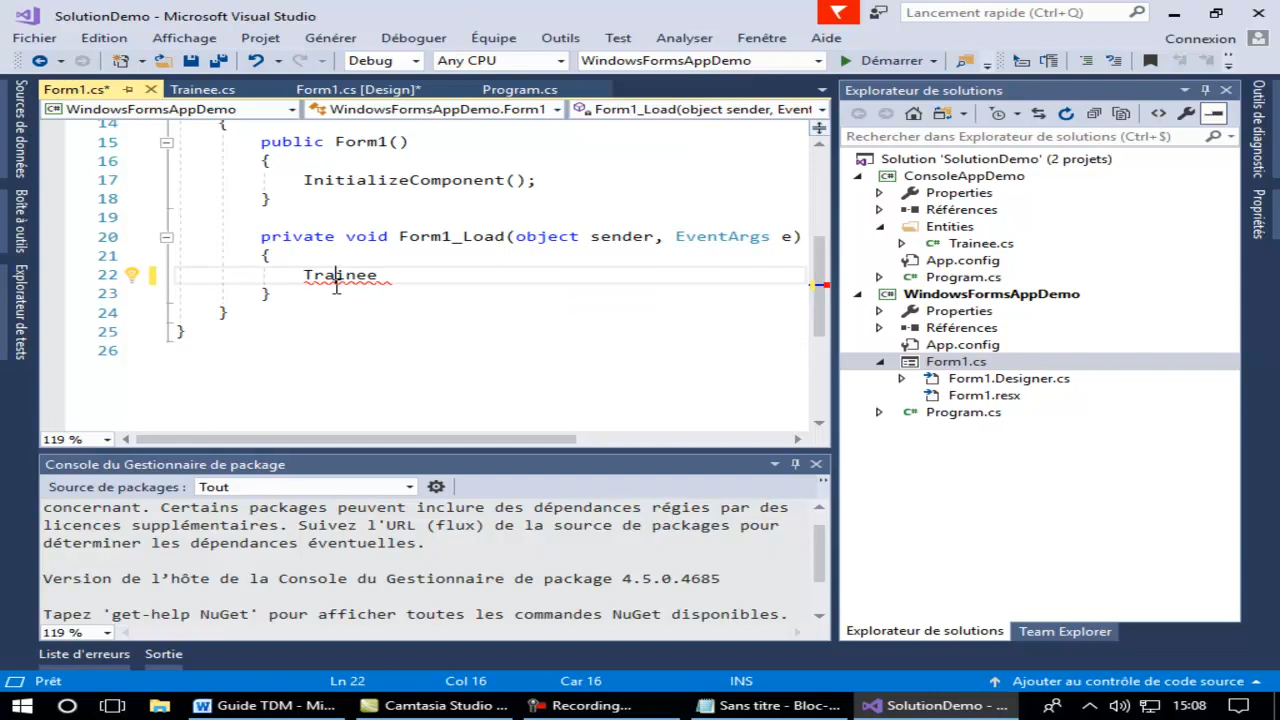 SolutionDemo - Microsoft Visual Studio
Lancement rapide (Ctrl+Q)
Fichier Edition Affichage Projet Générer Déboguer Équipe Outils Test Analyser Fenêtre Aide Connexion
Debug Any CPU WindowsFormsAppDemo Démarrer
Sources de données
Boîte à outils
Explorateur de tests
Form1.cs* Trainee.cs Form1.cs [Design]* Program.cs
WindowsFormsAppDemo WindowsFormsAppDemo.Form1 Form1_Load(object sender, Event
14 {
15 public Form1()
16 {
17 InitializeComponent();
18 }
19
20 private void Form1_Load(object sender, EventArgs e)
21 {
22 Trainee
23 }
24 }
25 }
26
119 %
Console du Gestionnaire de package
Source de packages : Tout
concernant. Certains packages peuvent inclure des dépendances régies par des
licences supplémentaires. Suivez l'URL (flux) de la source de packages pour
déterminer les dépendances éventuelles.
Version de l’hôte de la Console du Gestionnaire de package 4.5.0.4685
Tapez 'get-help NuGet' pour afficher toutes les commandes NuGet disponibles.
119 %
Liste d'erreurs Sortie
Explorateur de solutions
Rechercher dans Explorateur de solutions (Ctrl+$)
Solution 'SolutionDemo' (2 projets)
C# ConsoleAppDemo
Properties
Références
Entities
C# Trainee.cs
App.config
C# Program.cs
C# WindowsFormsAppDemo
Properties
Références
App.config
Form1.cs
Form1.Designer.cs
Form1.resx
C# Program.cs
Explorateur de solutions Team Explorer
Outils de diagnostic
Propriétés
Prêt Ln 22 Col 16 Car 16 INS Ajouter au contrôle de code source
Guide TDM - Mi... Camtasia Studio ... Recording... Sans titre - Bloc-... SolutionDemo - ... 15:08